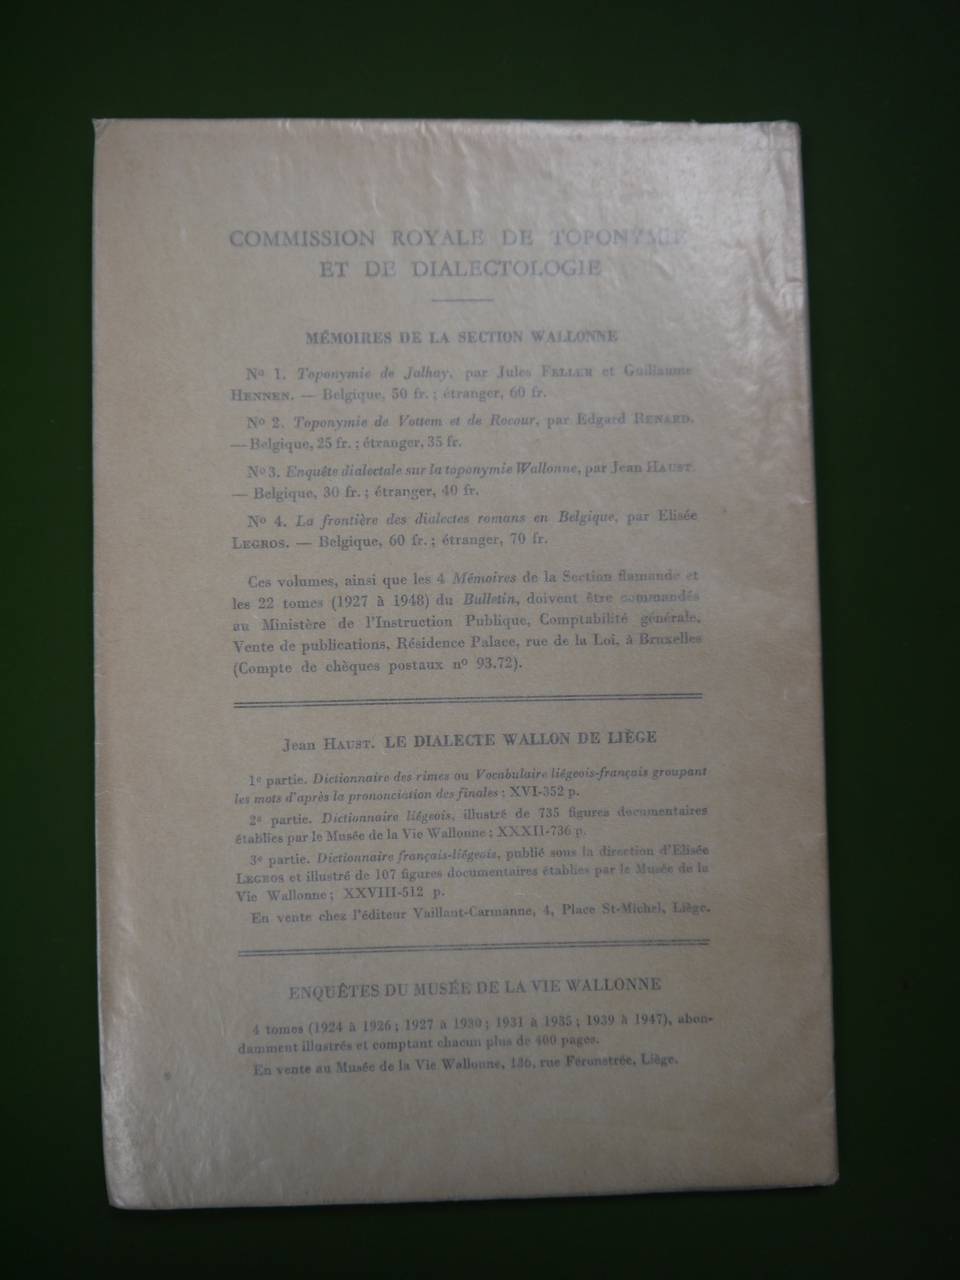 COMMISSION ROYALE DE TOPONYMIE
ET DE DIALECTOLOGIE
MÉMOIRES DE LA SECTION WALLONNE
Nº 1. Toponymie de Jalhay, par Jules FELLER et Guillaume
HENNEN. — Belgique, 50 fr. ; étranger, 60 fr.
Nº 2. Toponymie de Vottem et de Rocour, par Edgard RENARD.
— Belgique, 25 fr. ; étranger, 35 fr.
Nº 3. Enquête dialectale sur la toponymie Wallonne, par Jean HAUST.
— Belgique, 30 fr. ; étranger, 40 fr.
Nº 4. La frontière des dialectes romans en Belgique, par Elisée
LEGROS. — Belgique, 60 fr. ; étranger, 70 fr.
Ces volumes, ainsi que les 4 Mémoires de la Section flamande et
les 22 tomes (1927 à 1948) du Bulletin, doivent être commandés
au Ministère de l'Instruction Publique, Comptabilité générale,
Vente de publications, Résidence Palace, rue de la Loi, à Bruxelles
(Compte de chèques postaux nº 93.72).
Jean HAUST. LE DIALECTE WALLON DE LIÈGE
1e partie. Dictionnaire des rimes ou Vocabulaire liégeois-français groupant
les mots d'après la prononciation des finales ; XVI-352 p.
2e partie. Dictionnaire liégeois, illustré de 735 figures documentaires
établies par le Musée de la Vie Wallonne ; XXXII-736 p.
3e partie. Dictionnaire français-liégeois, publié sous la direction d'Elisée
LEGROS et illustré de 107 figures documentaires établies par le Musée de la
Vie Wallonne ; XXVIII-512 p.
En vente chez l'éditeur Vaillant-Carmanne, 4, Place St-Michel, Liège.
ENQUÊTES DU MUSÉE DE LA VIE WALLONNE
4 tomes (1924 à 1926 ; 1927 à 1930 ; 1931 à 1935 ; 1939 à 1947), abon-
damment illustrés et comptant chacun plus de 400 pages.
En vente au Musée de la Vie Wallonne, 136, rue Féronstrée, Liège.